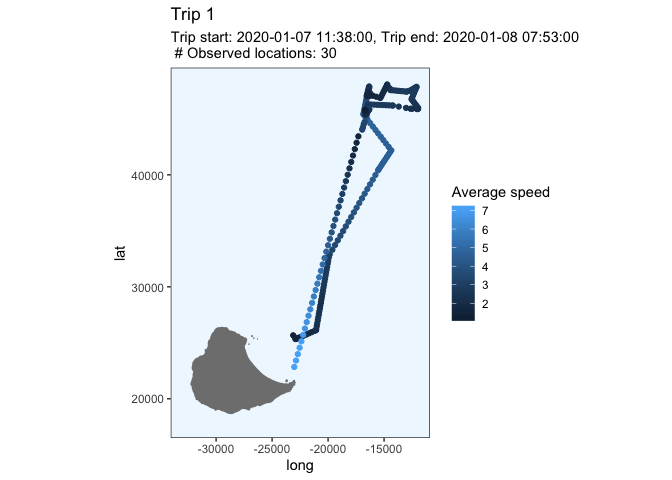 Trip 1
Trip start: 2020-01-07 11:38:00, Trip end: 2020-01-08 07:53:00
# Observed locations: 30
40000
30000
20000
lat
-30000 -25000 -20000 -15000
long
Average speed
7
6
5
4
3
2